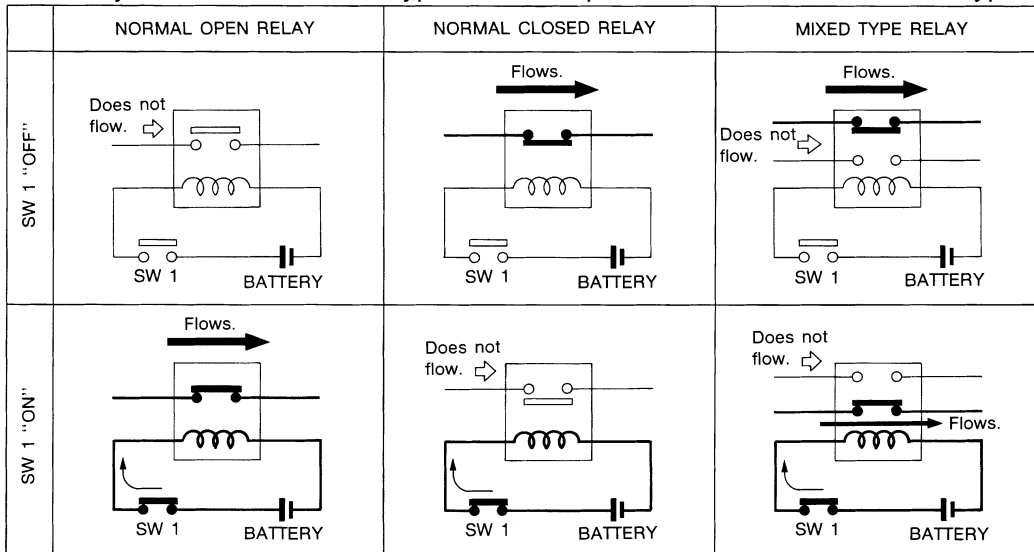 NORMAL OPEN RELAY
NORMAL CLOSED RELAY
MIXED TYPE RELAY
SW 1 "OFF"
Does not
flow.
SW 1
BATTERY
Flows.
SW 1
BATTERY
Flows.
Does not
flow.
SW 1
BATTERY
SW 1 "ON"
Flows.
SW 1
BATTERY
Does not
flow.
SW 1
BATTERY
Does not
flow.
Flows.
SW 1
BATTERY